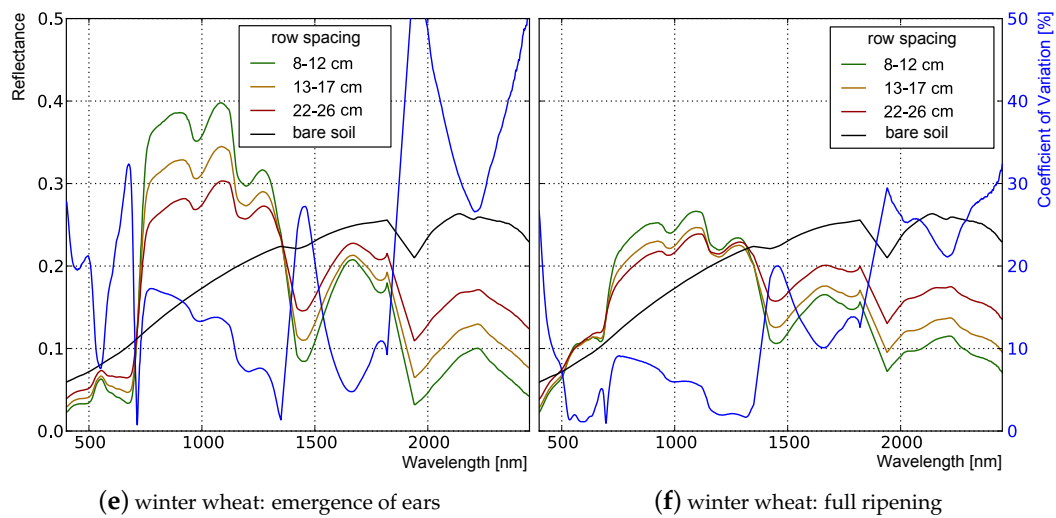 0.5
0.4
0.3
0.2
0.1
0.0
Reflectance
row spacing
8-12 cm
13-17 cm
22-26 cm
bare soil
500
1000
1500
2000
Wavelength [nm]
(e) winter wheat: emergence of ears
row spacing
8-12 cm
13-17 cm
22-26 cm
bare soil
50
40
30
20
10
0
Coefficient of Variation [%]
500
1000
1500
2000
Wavelength [nm]
(f) winter wheat: full ripening